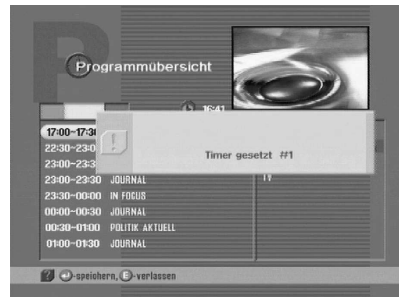 Programmübersicht
16:41
17:00-17:30
Timer gesetzt ##1
22:30-23:0
23:00-23:3
23:00-23:30 JOURNAL TV
23:30-00:00 IN FOCUS
00:00-00:30 JOURNAL
00:30-01:00 POLITIK AKTUELL
01:00-01:30 JOURNAL
-speichern, E-verlassen